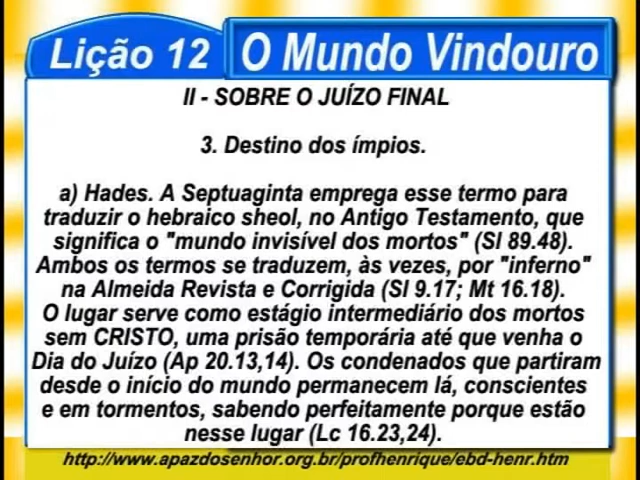 Lição 12
O Mundo Vindouro
II - SOBRE O JUÍZO FINAL
3. Destino dos ímpios.
a) Hades. A Septuaginta emprega esse termo para
traduzir o hebraico sheol, no Antigo Testamento, que
significa o "mundo invisível dos mortos" (Sl 89.48).
Ambos os termos se traduzem, às vezes, por "inferno"
na Almeida Revista e Corrigida (Sl 9.17; Mt 16.18).
O lugar serve como estágio intermediário dos mortos
sem CRISTO, uma prisão temporária até que venha o
Dia do Juízo (Ap 20.13,14). Os condenados que partiram
desde o início do mundo permanecem lá, conscientes
e em tormentos, sabendo perfeitamente porque estão
nesse lugar (Lc 16.23,24).
http://www.apazdosenhor.org.br/profhenrique/ebd-henr.htm